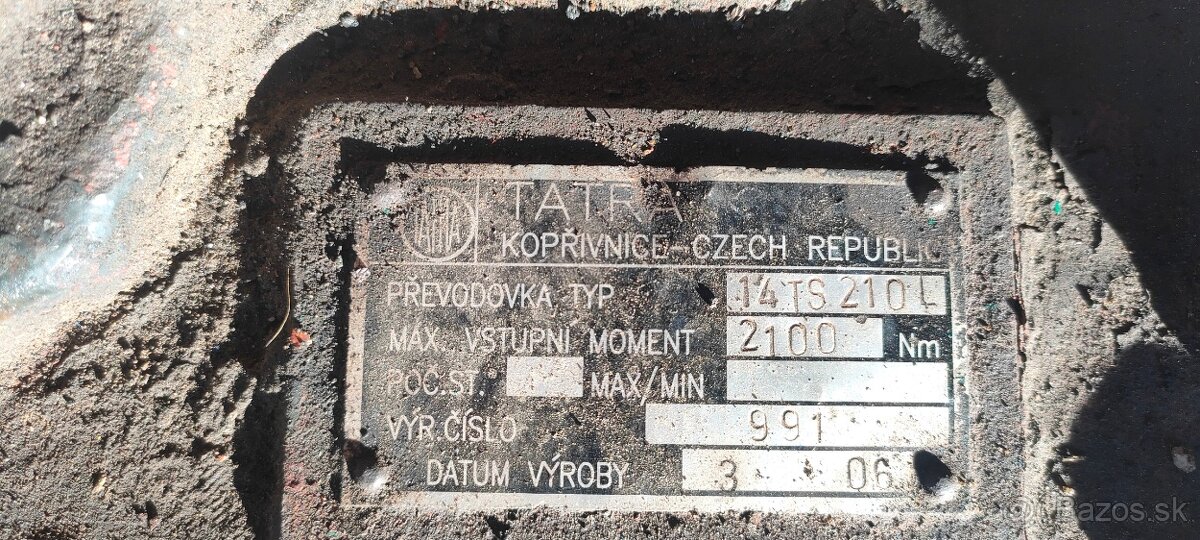 TATRA
TATRA
KOPŘIVNICE-CZECH REPUBLIC
PŘEVODOVKA TYP 14 TS 210 L
MAX. VSTUPNÍ MOMENT 2100 Nm
POČ.ST. MAX/MIN
VÝR.ČÍSLO 991
DATUM VÝROBY 3 06
Bazos.sk